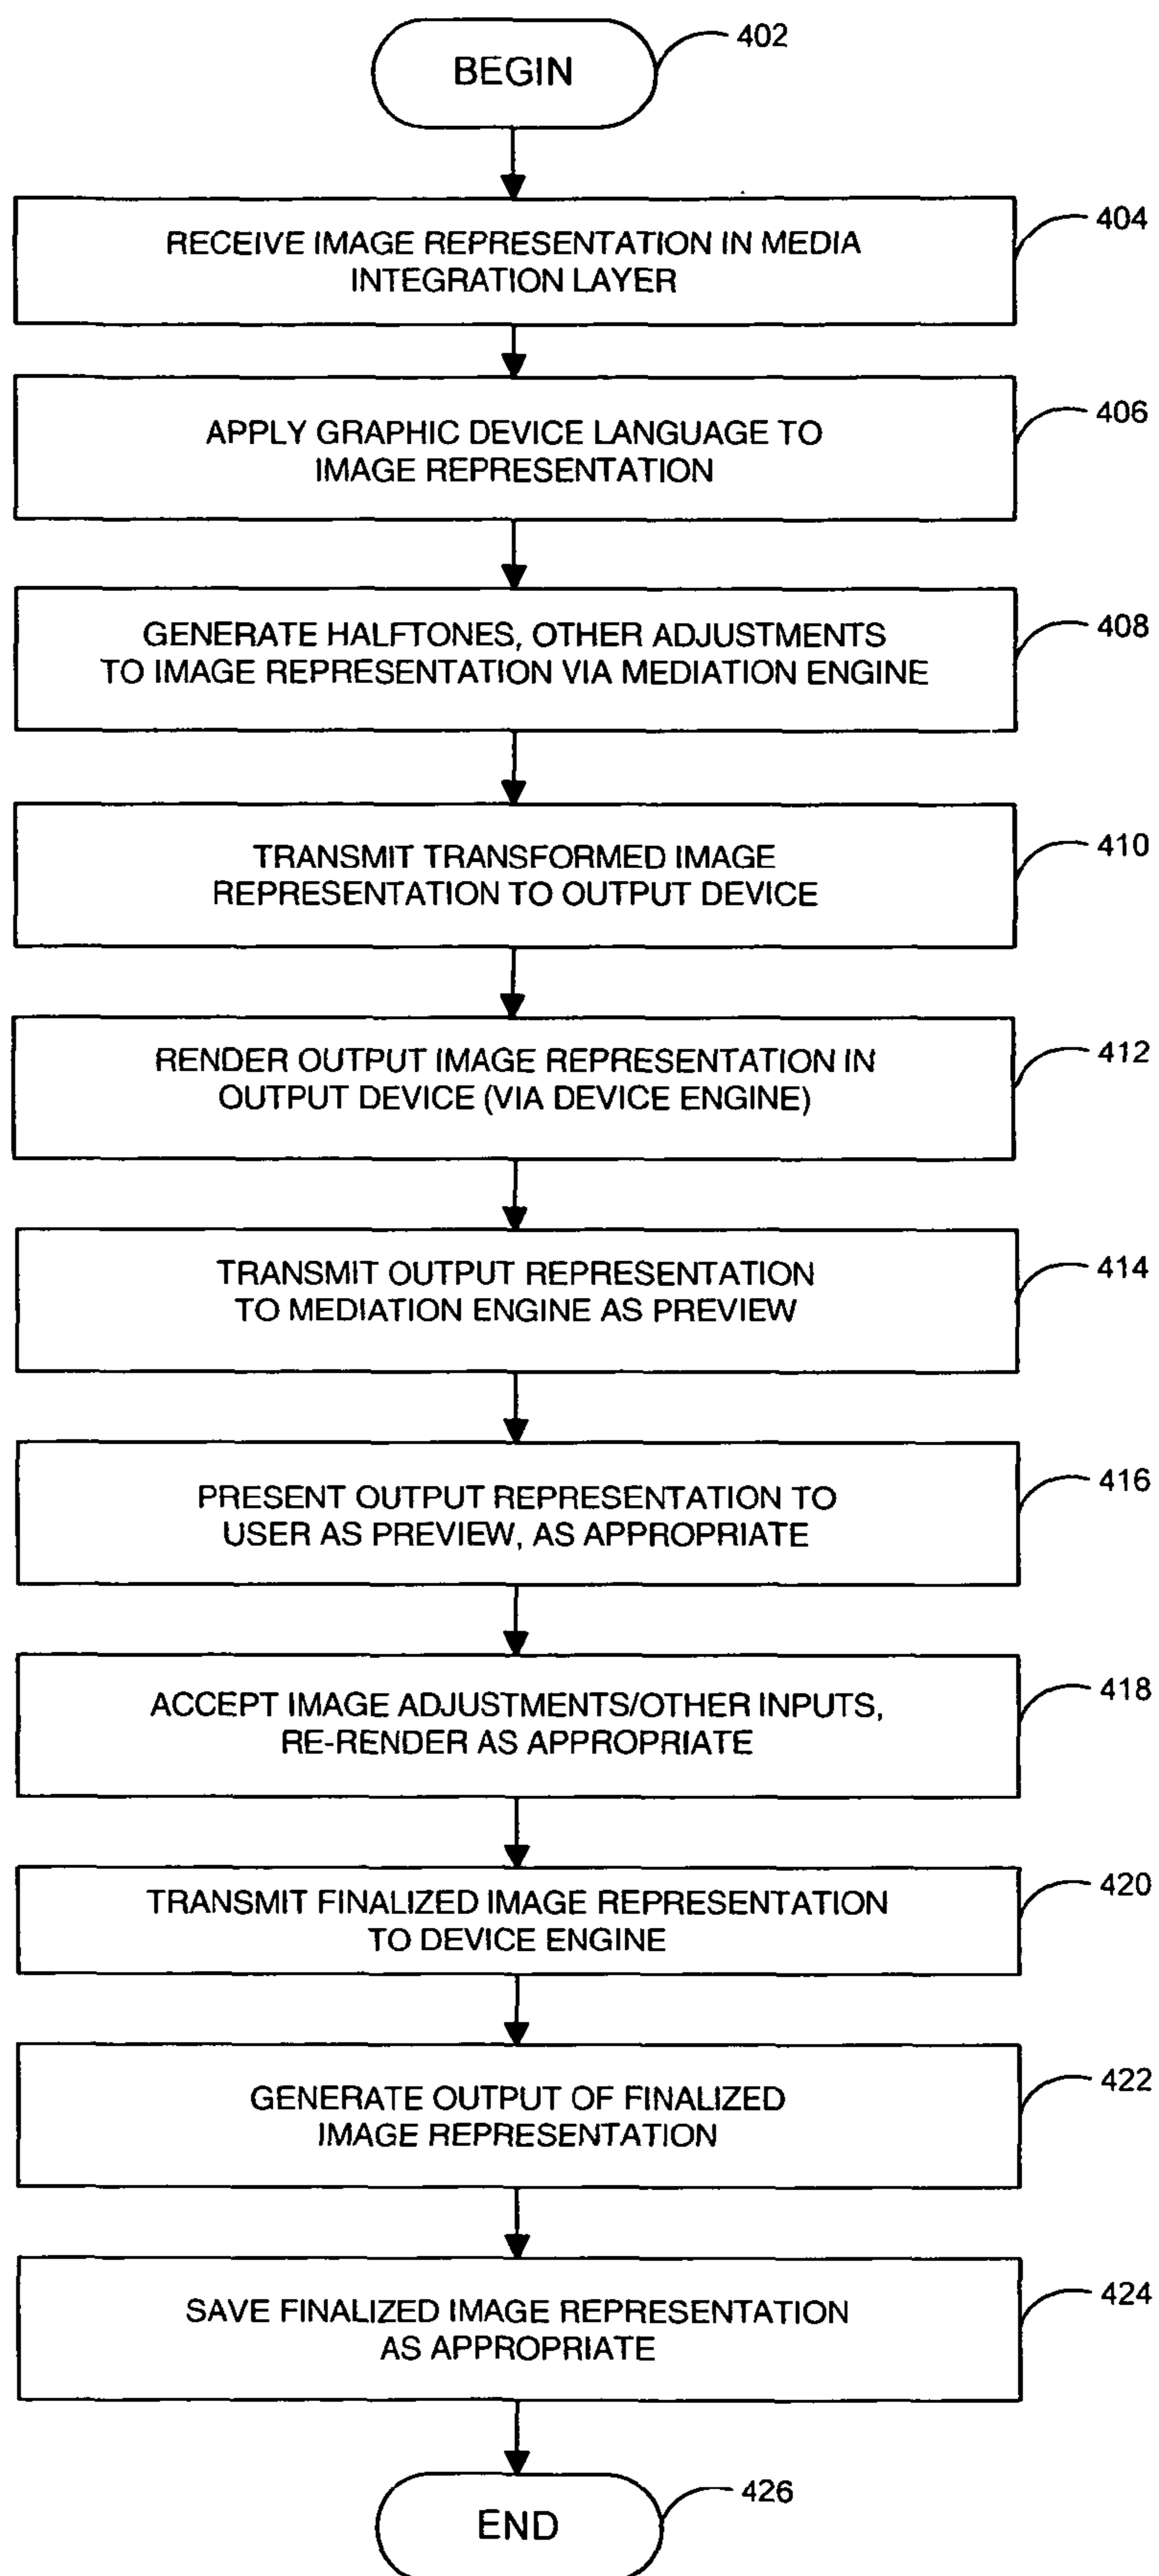 BEGIN
402
RECEIVE IMAGE REPRESENTATION IN MEDIA
INTEGRATION LAYER
404
APPLY GRAPHIC DEVICE LANGUAGE TO
IMAGE REPRESENTATION
406
GENERATE HALFTONES, OTHER ADJUSTMENTS
TO IMAGE REPRESENTATION VIA MEDIATION ENGINE
408
TRANSMIT TRANSFORMED IMAGE
REPRESENTATION TO OUTPUT DEVICE
410
RENDER OUTPUT IMAGE REPRESENTATION IN
OUTPUT DEVICE (VIA DEVICE ENGINE)
412
TRANSMIT OUTPUT REPRESENTATION
TO MEDIATION ENGINE AS PREVIEW
414
PRESENT OUTPUT REPRESENTATION TO
USER AS PREVIEW, AS APPROPRIATE
416
ACCEPT IMAGE ADJUSTMENTS/OTHER INPUTS,
RE-RENDER AS APPROPRIATE
418
TRANSMIT FINALIZED IMAGE REPRESENTATION
TO DEVICE ENGINE
420
GENERATE OUTPUT OF FINALIZED
IMAGE REPRESENTATION
422
SAVE FINALIZED IMAGE REPRESENTATION
AS APPROPRIATE
424
END
426